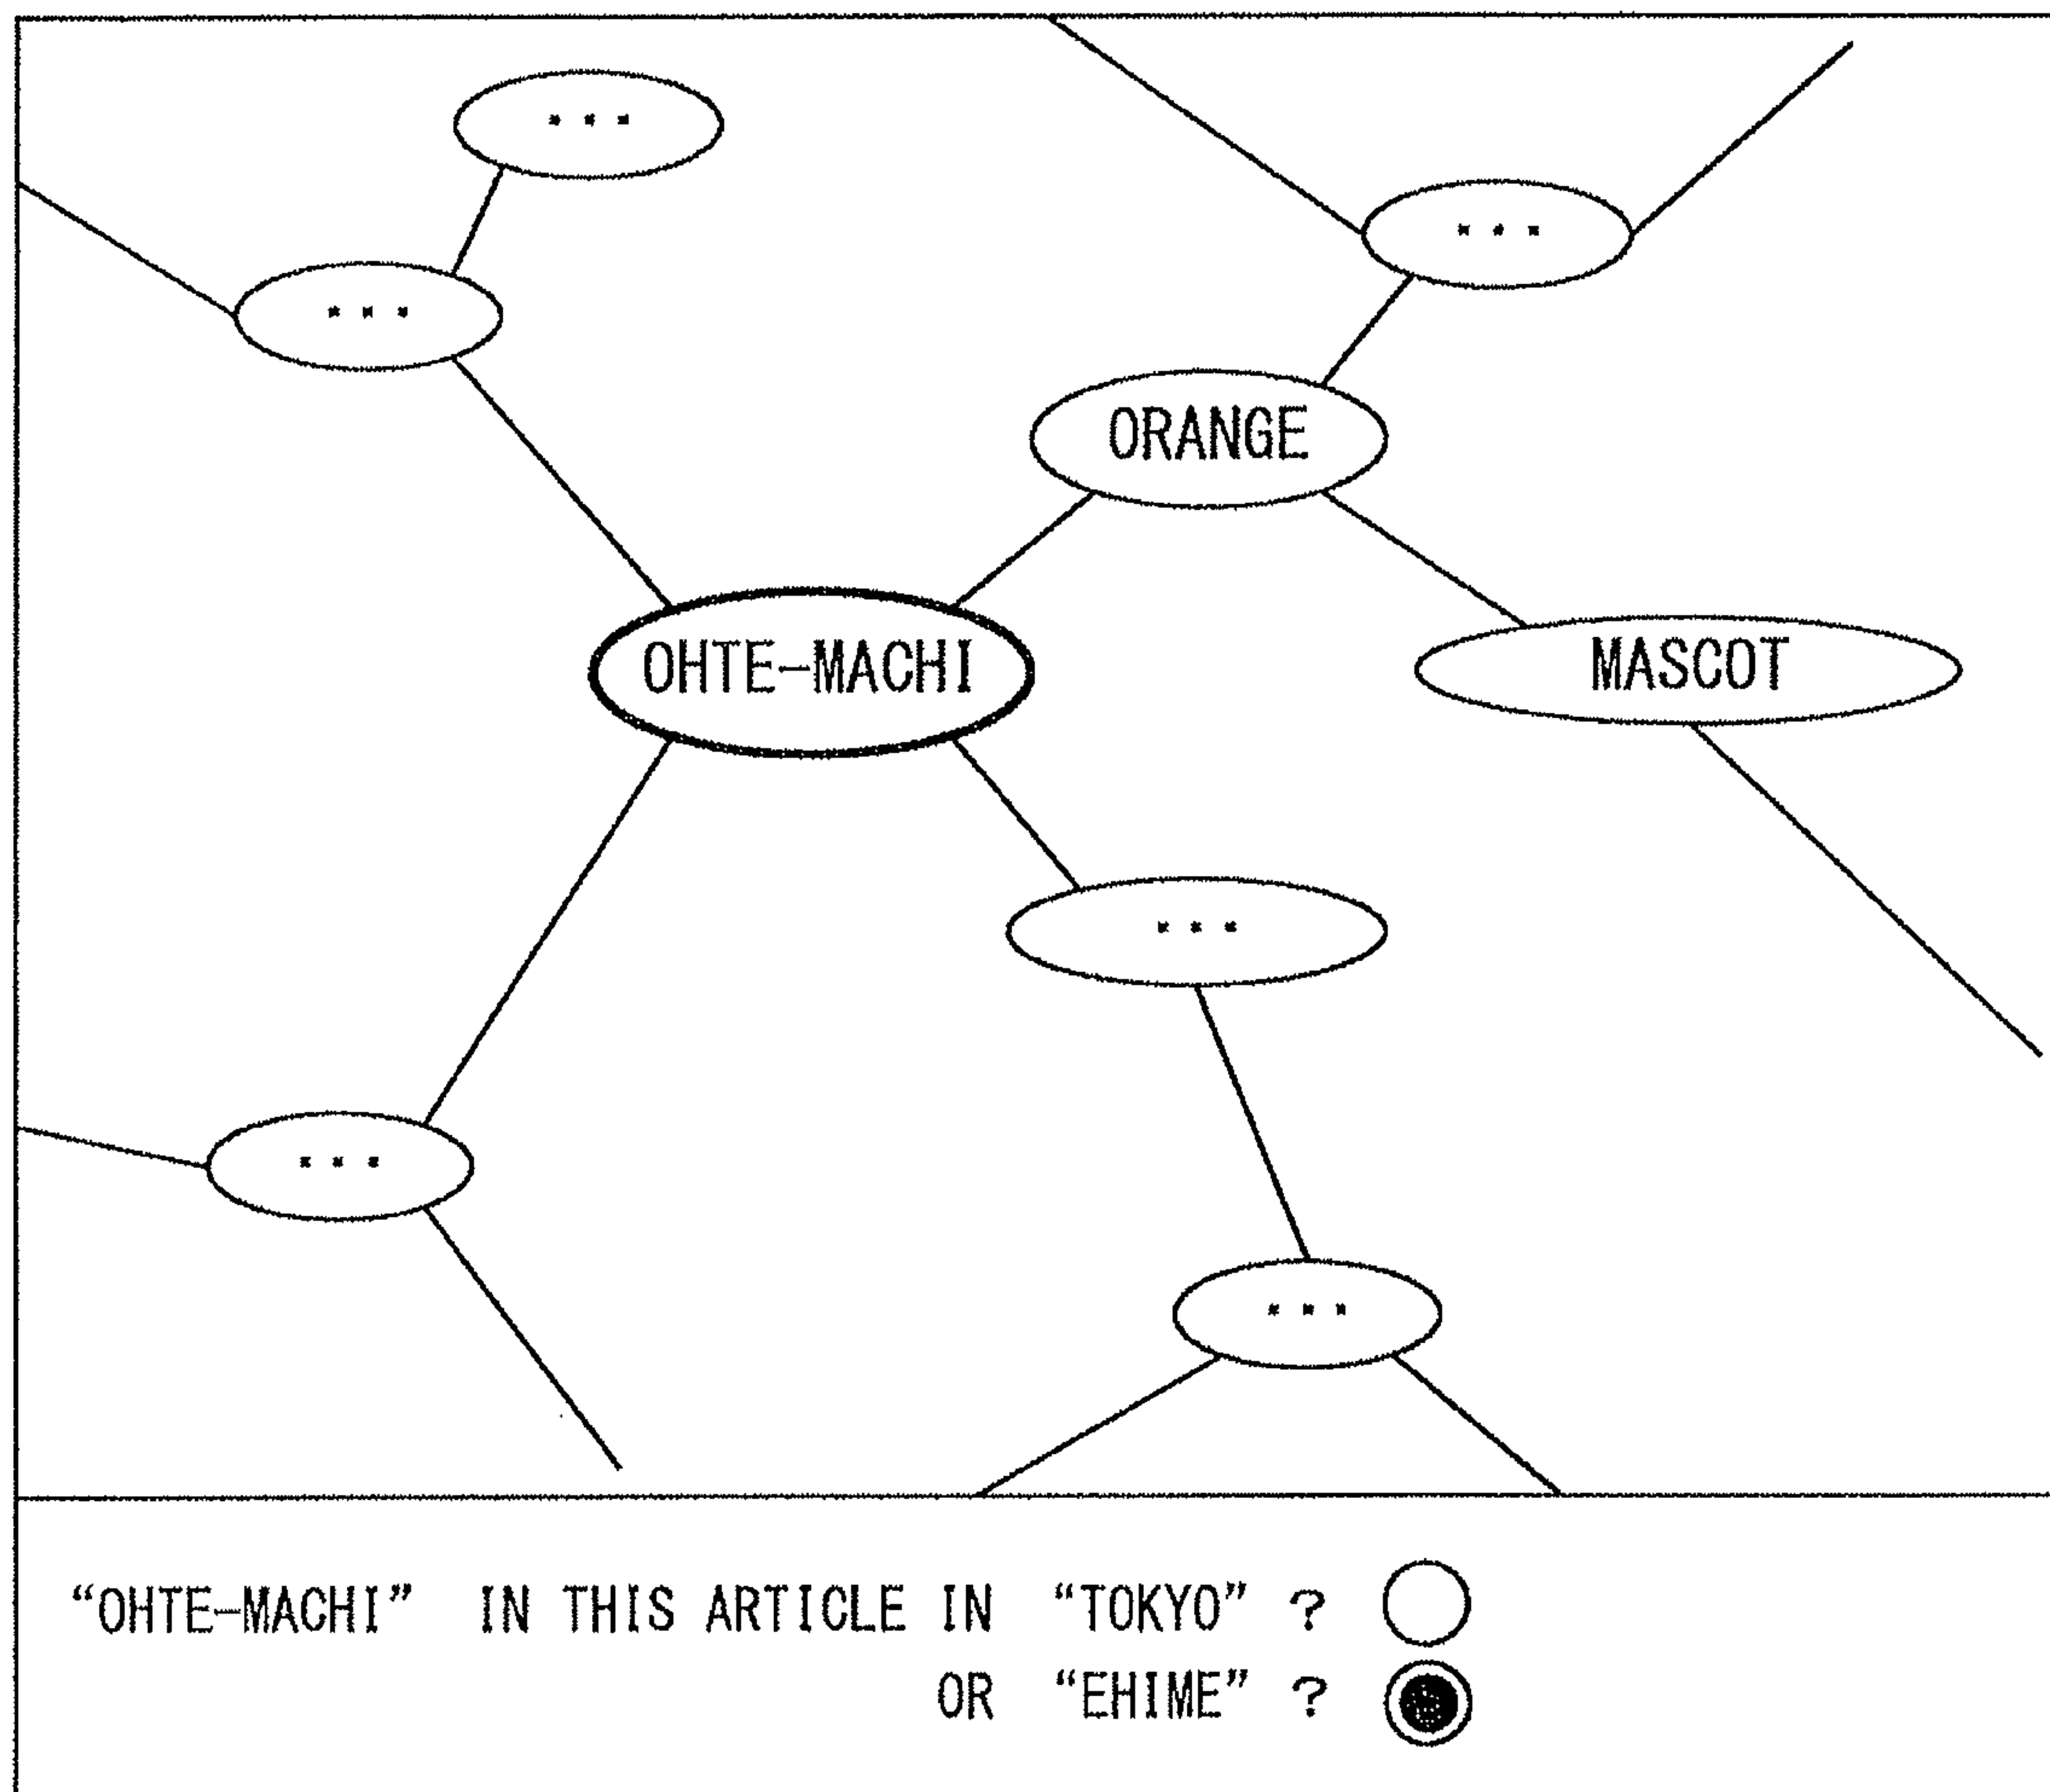 * * *
* * *
* * *
ORANGE
OHTE-MACHI
MASCOT
* * *
* * *
* * *
“OHTE-MACHI” IN THIS ARTICLE IN “TOKYO” ?
OR “EHIME” ?